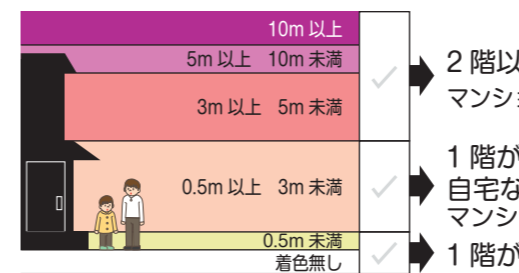 10m 以上
5m 以上 10m 未満
3m 以上 5m 未満
0.5m 以上 3m 未満
0.5m 未満
着色無し
2 階以
マンショ
1 階が
自宅な
マンシ
1 階が